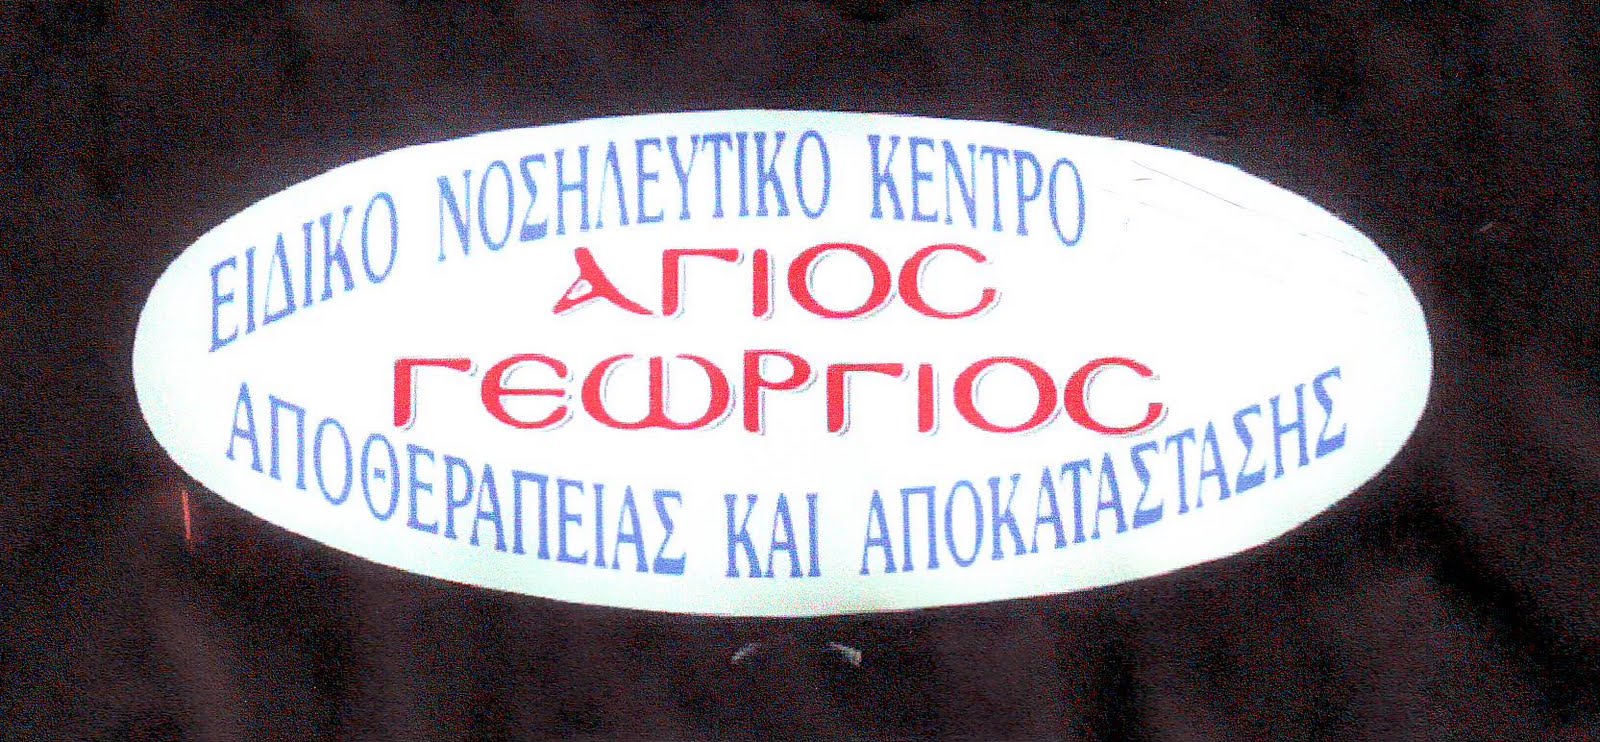 ΕΙΔΙΚΟ ΝΟΣΗΛΕΥΤΙΚΟ ΚΕΝΤΡΟ
ΑΓΙΟΣ
ΓΕΩΡΓΙΟΣ
ΑΠΟΘΕΡΑΠΕΙΑΣ ΚΑΙ ΑΠΟΚΑΤΑΣΤΑΣΗΣ